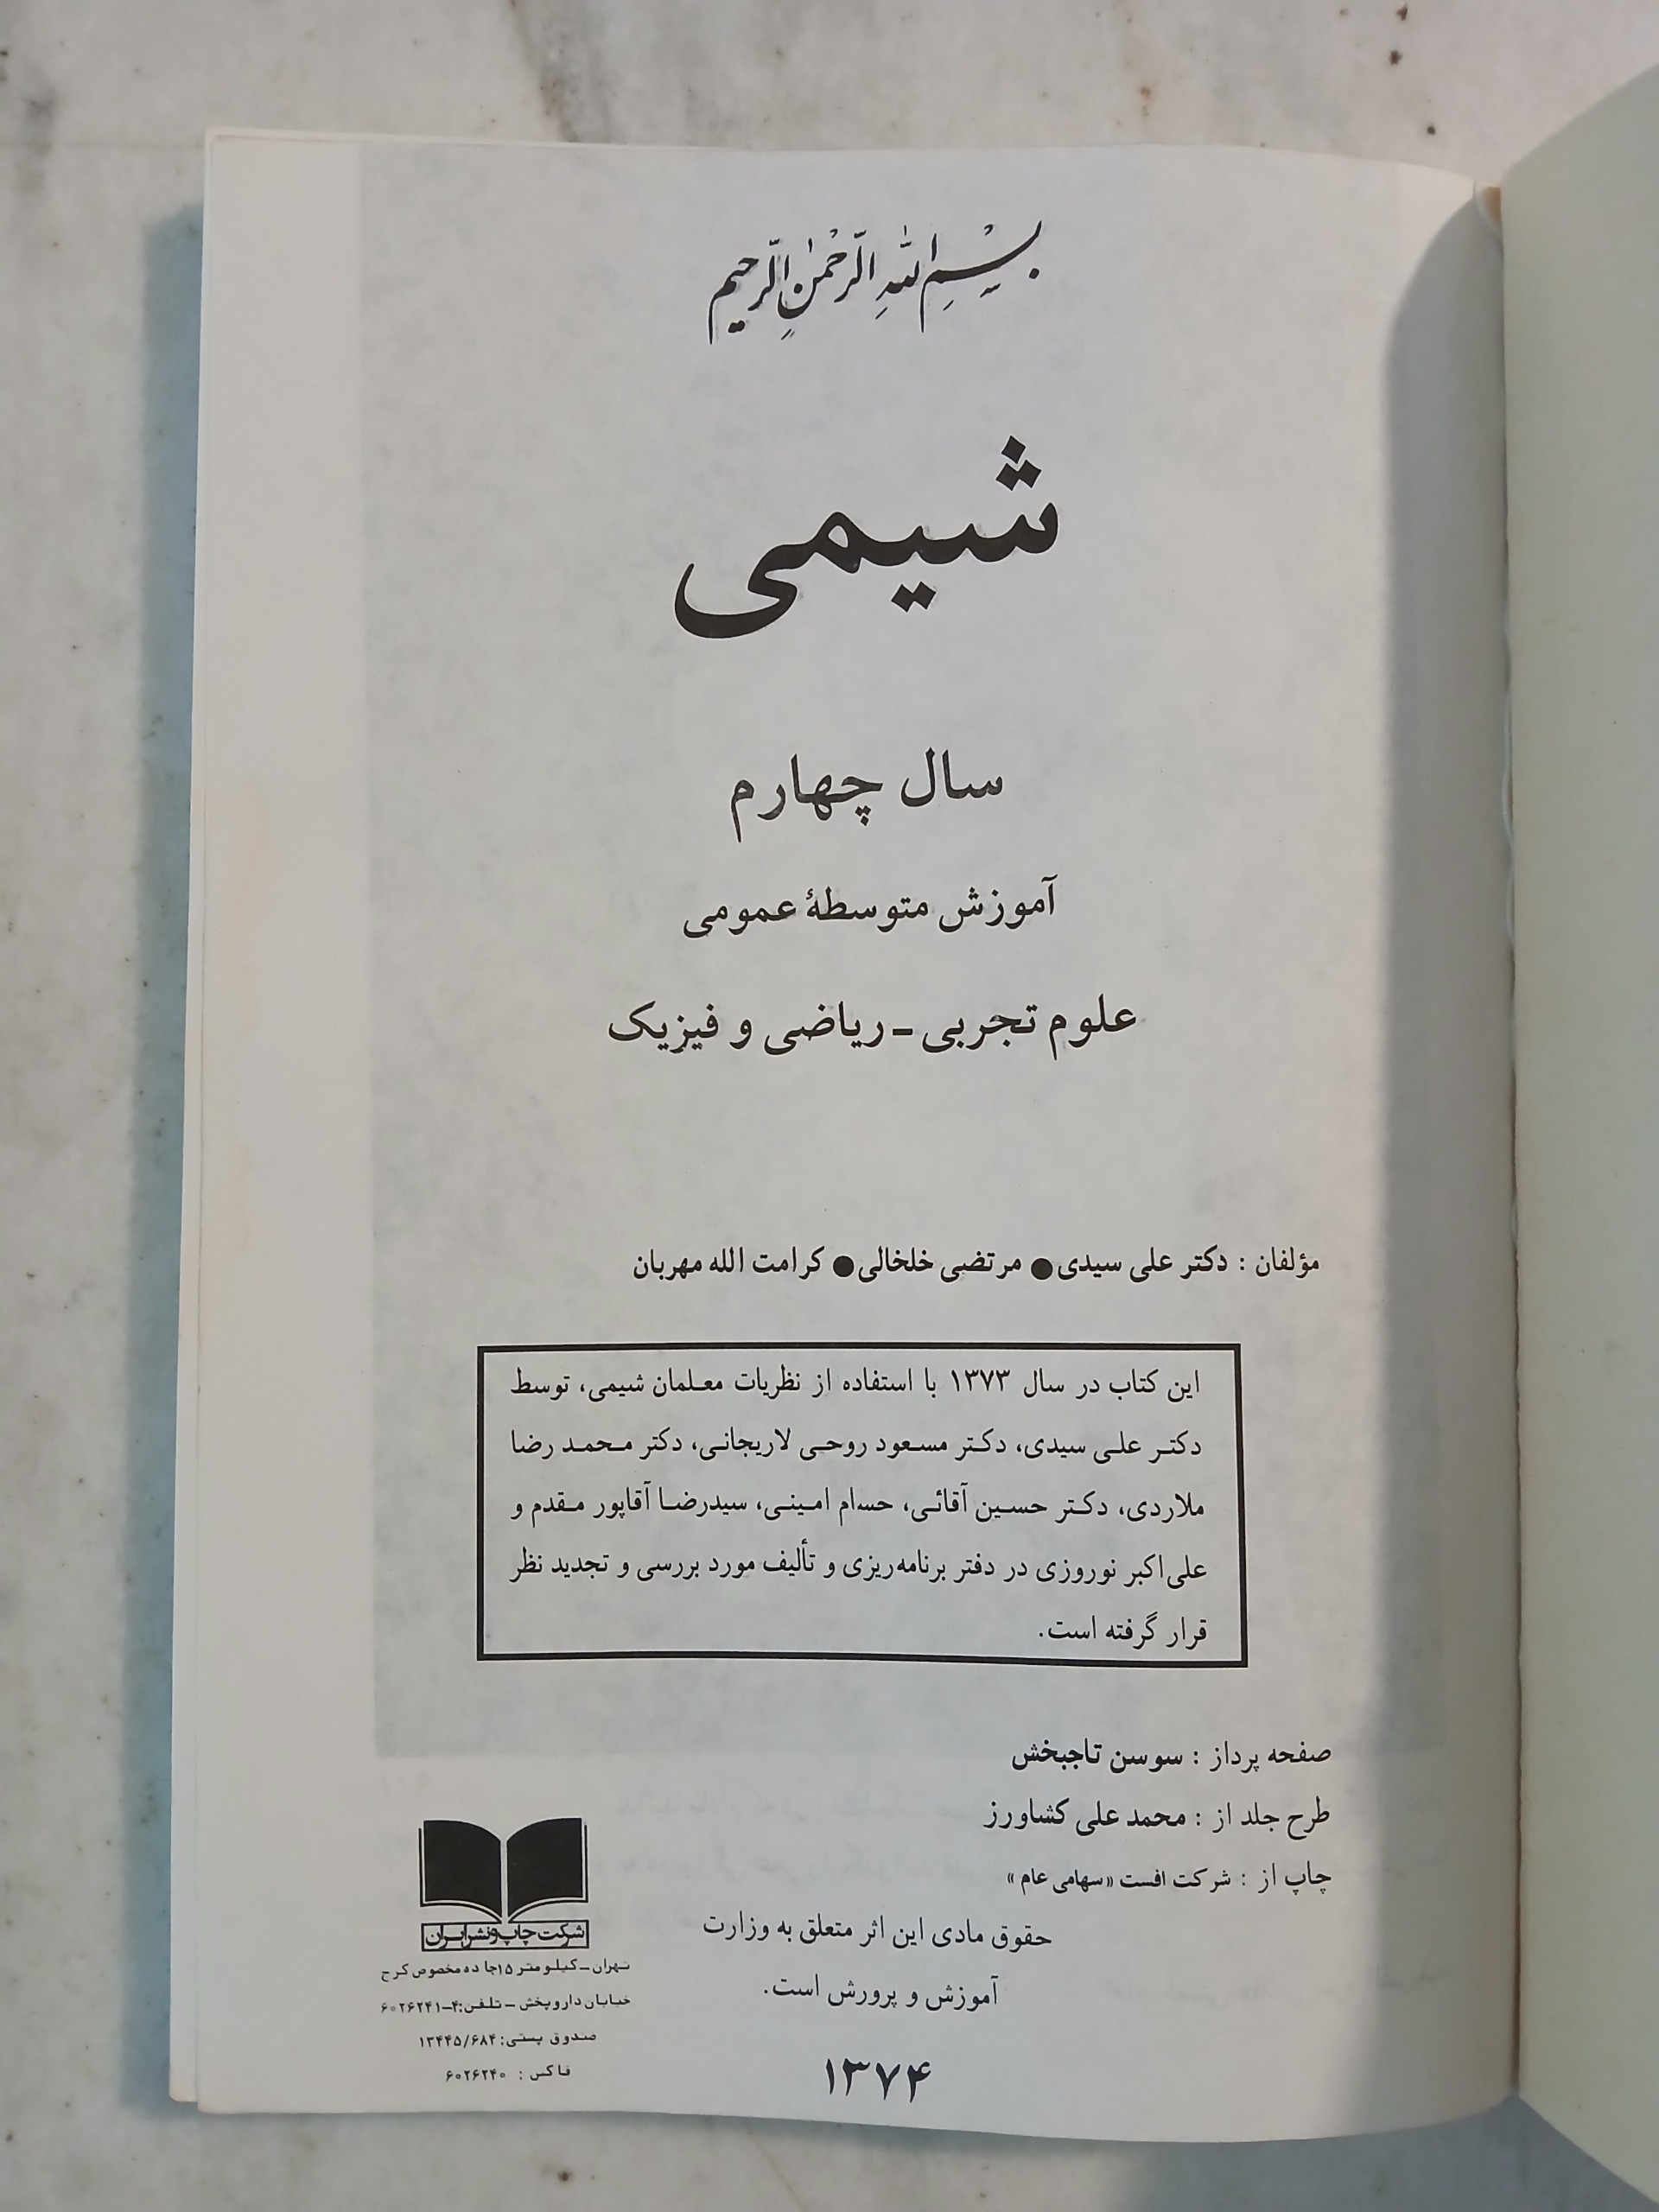 بِسْمِ اللهِ الرَّحْمٰنِ الرَّحیمِ
شیمی
سال چهارم
آموزش متوسطهٔ عمومی
علوم تجربی - ریاضی و فیزیک
مؤلفان : دکتر علی سیدی ● مرتضی خلخالی ● کرامت الله مهربان
این کتاب در سال ۱۳۷۳ با استفاده از نظریات معلمان شیمی، توسط
دکتر علی سیدی، دکتر مسعود روحی لاریجانی، دکتر محمد رضا
ملاردی، دکتر حسین آقائی، حسام امینی، سیدرضا آقاپور مقدم و
علی‌اکبر نوروزی در دفتر برنامه‌ریزی و تألیف مورد بررسی و تجدید نظر
قرار گرفته است.
صفحه پرداز : سوسن تاجبخش
طرح جلد از : محمد علی کشاورز
چاپ از : شرکت افست «سهامی عام»
حقوق مادی این اثر متعلق به وزارت
آموزش و پرورش است.
۱۳۷۴
شرکت چاپ و نشر ایران
تهران - کیلومتر ۱۵ جاده مخصوص کرج
خیابان داروپخش - تلفن: ۴-۶۰۲۶۲۴۱
صندوق پستی: ۱۳۴۴۵/۶۸۴
فاکس : ۶۰۲۶۲۴۰